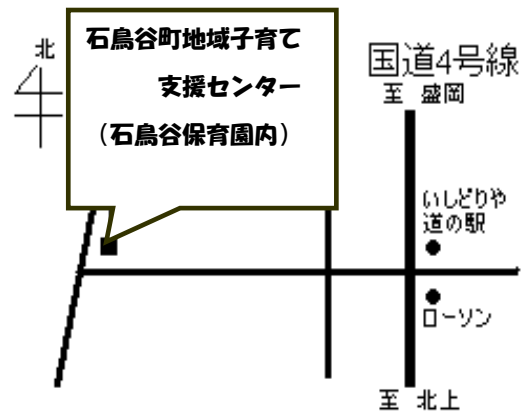 北
石鳥谷町地域子育て
支援センター
（石鳥谷保育園内）
国道4号線
至 盛岡
いしどりや
道の駅
ローソン
至 北上